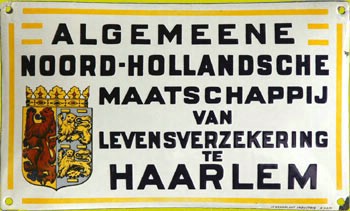 ALGEMEENE
NOORD-HOLLANDSCHE
MAATSCHAPPIJ
VAN
LEVENSVERZEKERING
TE
HAARLEM